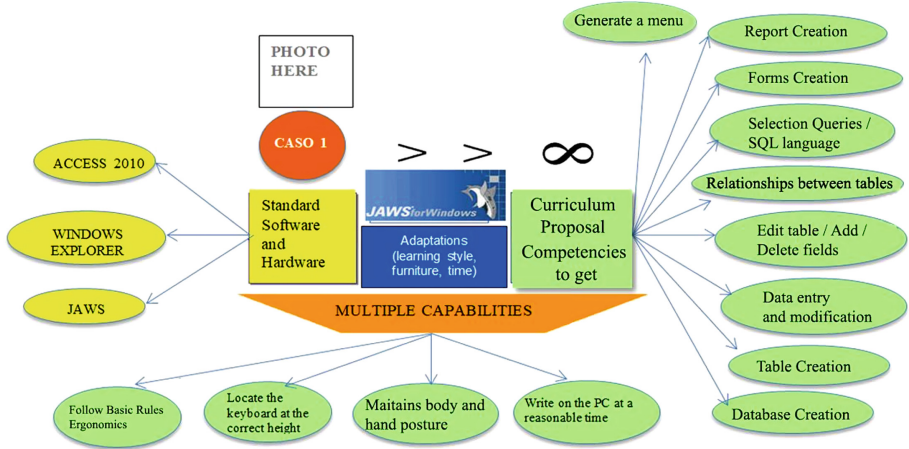 PHOTO
HERE
CASO 1
> > ∞
ACCESS 2010
WINDOWS
EXPLORER
JAWS
Standard
Software
and
Hardware
JAWSforWindows
Adaptations
(learning style,
furniture, time)
Curriculum
Proposal
Competencies
to get
MULTIPLE CAPABILITIES
Follow Basic Rules
Ergonomics
Locate the
keyboard at the
correct height
Maitains body and
hand posture
Write on the PC at a
reasonable time
Generate a menu
Report Creation
Forms Creation
Selection Queries /
SQL language
Relationships between tables
Edit table / Add /
Delete fields
Data entry
and modification
Table Creation
Database Creation